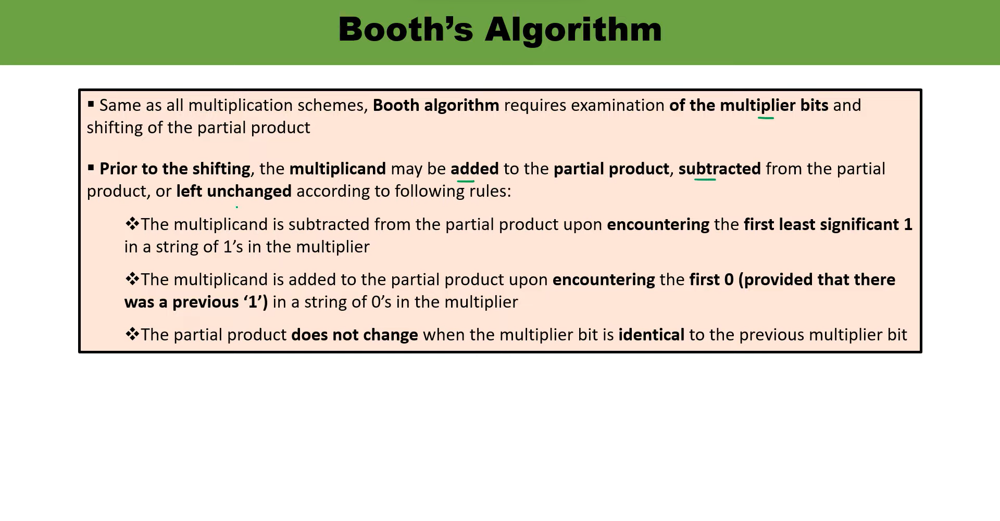 Booth’s Algorithm
▪ Same as all multiplication schemes, Booth algorithm requires examination of the multiplier bits and
shifting of the partial product
▪ Prior to the shifting, the multiplicand may be added to the partial product, subtracted from the partial
product, or left unchanged according to following rules:
❖The multiplicand is subtracted from the partial product upon encountering the first least significant 1
in a string of 1’s in the multiplier
❖The multiplicand is added to the partial product upon encountering the first 0 (provided that there
was a previous ‘1’) in a string of 0’s in the multiplier
❖The partial product does not change when the multiplier bit is identical to the previous multiplier bit